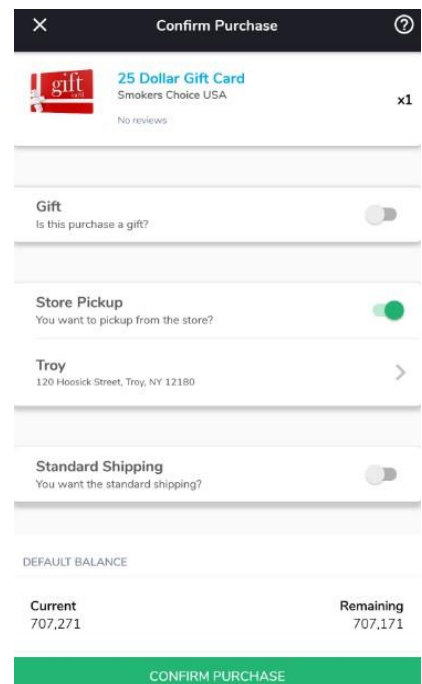 Confirm Purchase
gift
card
25 Dollar Gift Card
Smokers Choice USA
x1
No reviews
Gift
Is this purchase a gift?
Store Pickup
You want to pickup from the store?
Troy
120 Hoosick Street, Troy, NY 12180
Standard Shipping
You want the standard shipping?
DEFAULT BALANCE
Current Remaining
707,271 707,171
CONFIRM PURCHASE